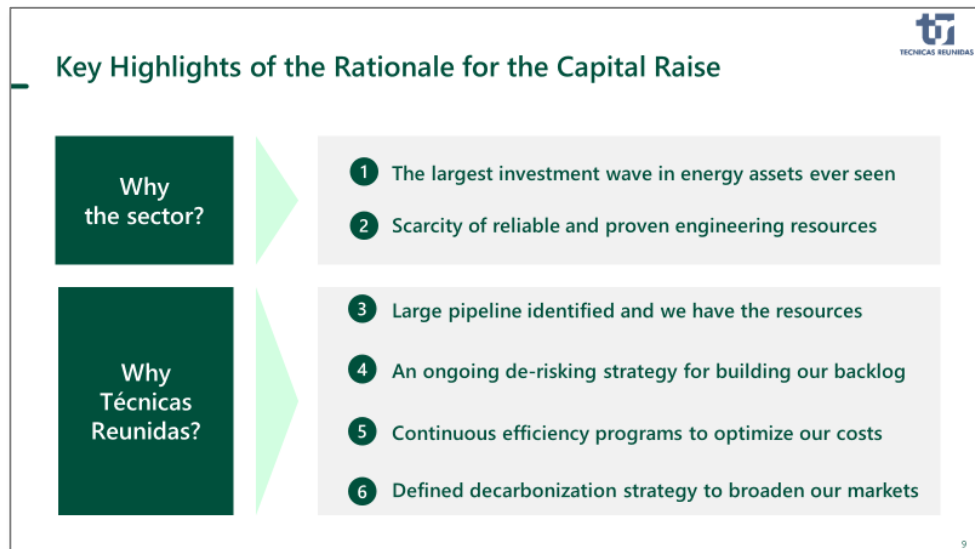 TECNICAS REUNIDAS
Key Highlights of the Rationale for the Capital Raise
Why
the sector?
1 The largest investment wave in energy assets ever seen
2 Scarcity of reliable and proven engineering resources
Why
Técnicas
Reunidas?
3 Large pipeline identified and we have the resources
4 An ongoing de-risking strategy for building our backlog
5 Continuous efficiency programs to optimize our costs
6 Defined decarbonization strategy to broaden our markets
9